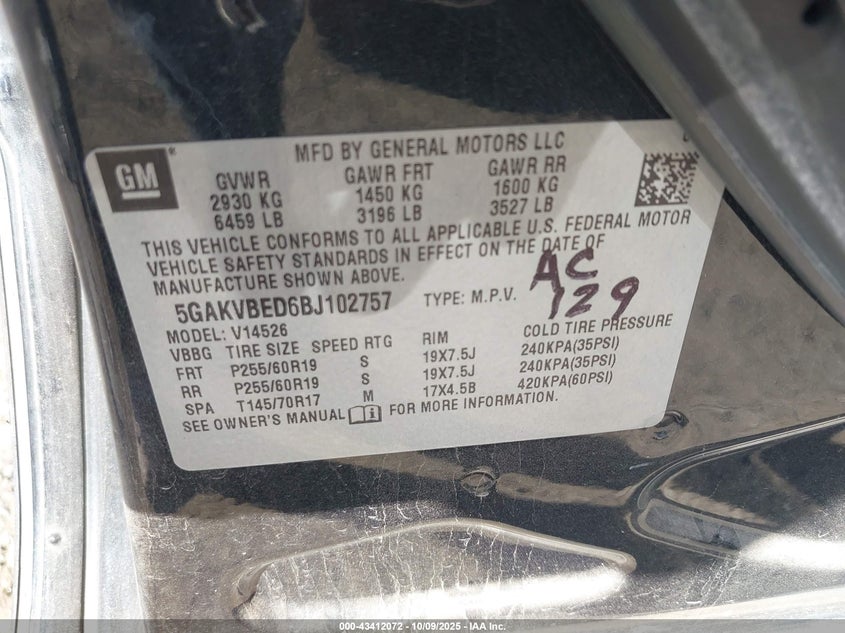 GM ®
MFD BY GENERAL MOTORS LLC
GVWR GAWR FRT GAWR RR
2930 KG 1450 KG 1600 KG
6459 LB 3196 LB 3527 LB
THIS VEHICLE CONFORMS TO ALL APPLICABLE U.S. FEDERAL MOTOR
VEHICLE SAFETY STANDARDS IN EFFECT ON THE DATE OF
MANUFACTURE SHOWN ABOVE.
AC
129
5GAKVBED6BJ102757 TYPE: M.P.V.
MODEL: V14526
VBBG TIRE SIZE SPEED RTG RIM COLD TIRE PRESSURE
FRT P255/60R19 S 19X7.5J 240KPA(35PSI)
RR P255/60R19 S 19X7.5J 240KPA(35PSI)
SPA T145/70R17 M 17X4.5B 420KPA(60PSI)
SEE OWNER'S MANUAL FOR MORE INFORMATION.
000-43412072 - 10/09/2025 - IAA Inc.